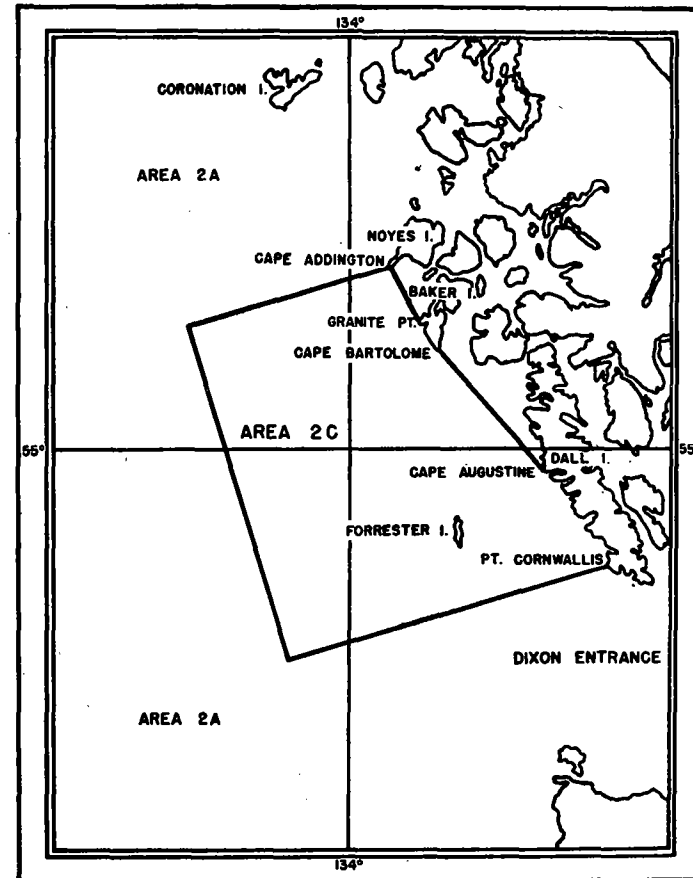 134°
CORONATION I.
AREA 2A
NOYES I.
CAPE ADDINGTON
BAKER I.
GRANITE PT.
CAPE BARTOLOME
AREA 2C
55°
55
DALL I.
CAPE AUGUSTINE
FORRESTER I.
PT. CORNWALLIS
DIXON ENTRANCE
AREA 2A
134°